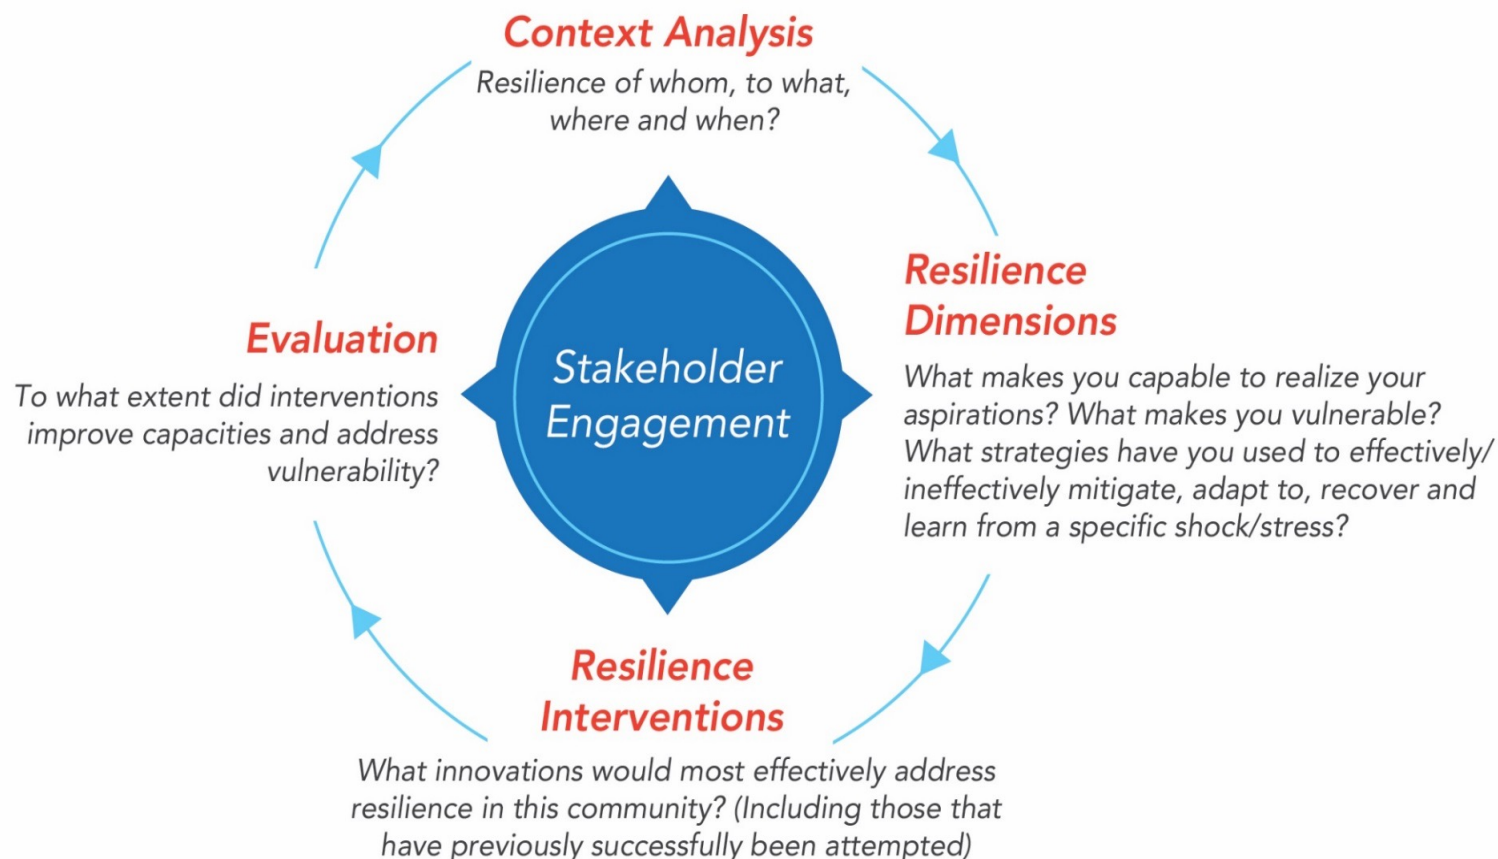 Context Analysis
Resilience of whom, to what,
where and when?
Resilience
Dimensions
What makes you capable to realize your
aspirations? What makes you vulnerable?
What strategies have you used to effectively/
ineffectively mitigate, adapt to, recover and
learn from a specific shock/stress?
Evaluation
To what extent did interventions
improve capacities and address
vulnerability?
Stakeholder
Engagement
Resilience
Interventions
What innovations would most effectively address
resilience in this community? (Including those that
have previously successfully been attempted)